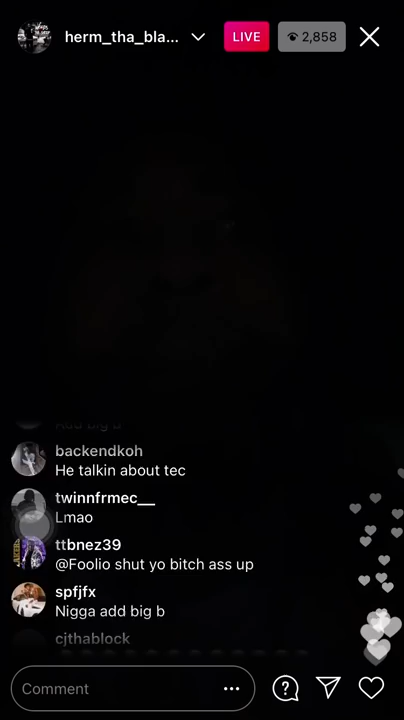 herm_tha_bla...
LIVE
2,858
Add big b
backendkoh
He talkin about tec
twinnfrmec__
Lmao
ttbnez39
@Foolio shut yo bitch ass up
spfjfx
Nigga add big b
cjthablock
Comment